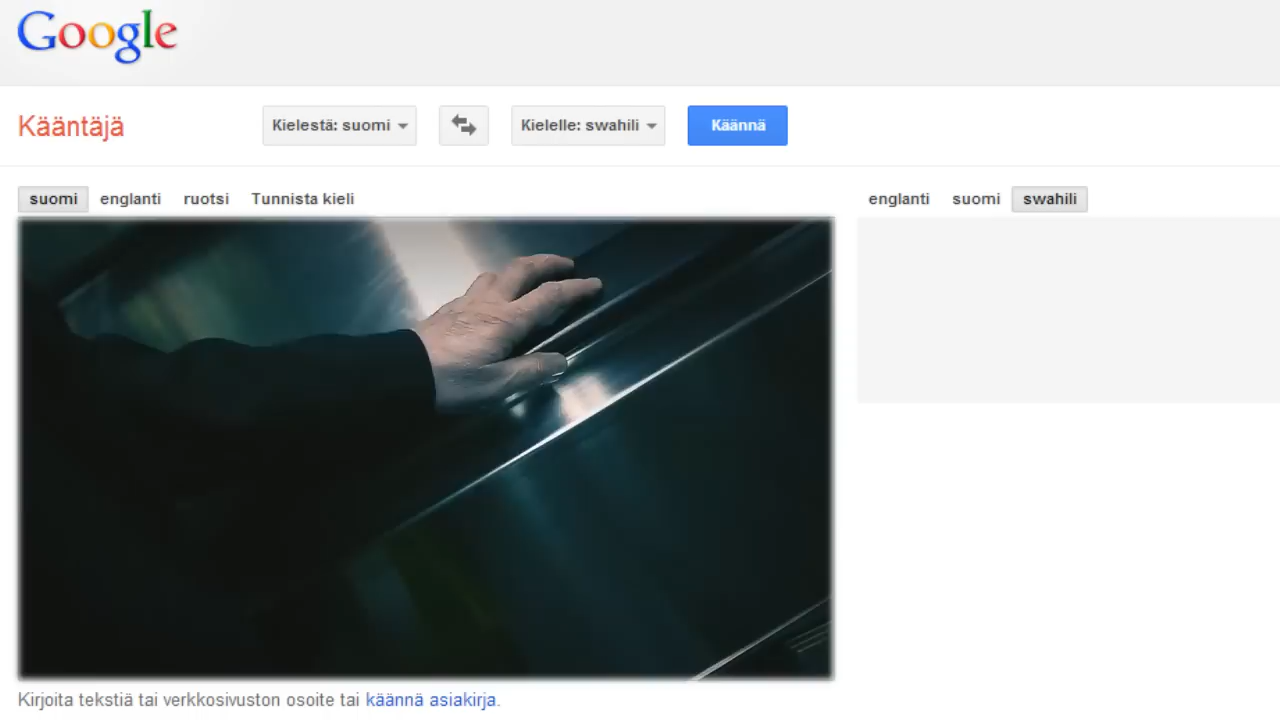 Google
Kääntäjä
Kielestä: suomi
Kielelle: swahili
Käännä
suomi englanti ruotsi Tunnista kieli
englanti suomi swahili
Kirjoita tekstiä tai verkkosivuston osoite tai käännä asiakirja.